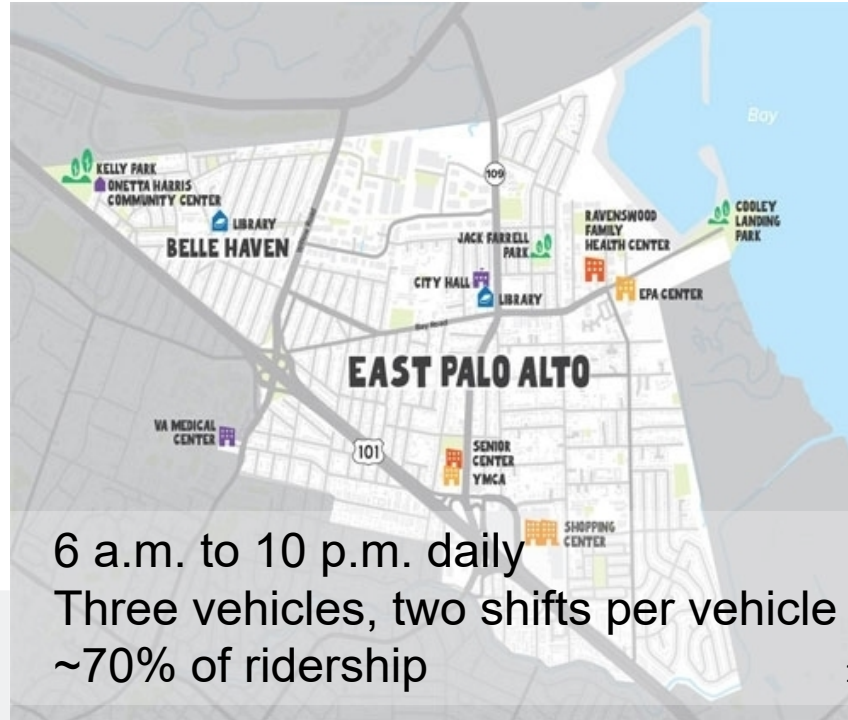 Bay
KELLY PARK
ONETTA HARRIS
COMMUNITY CENTER
LIBRARY
BELLE HAVEN
109
JACK FARRELL
PARK
RAVENSWOOD
FAMILY
HEALTH CENTER
COOLEY
LANDING
PARK
CITY HALL
LIBRARY
EPA CENTER
Bay Road
EAST PALO ALTO
VA MEDICAL
CENTER
101
SENIOR
CENTER
YMCA
SHOPPING
CENTER
6 a.m. to 10 p.m. daily
Three vehicles, two shifts per vehicle
~70% of ridership